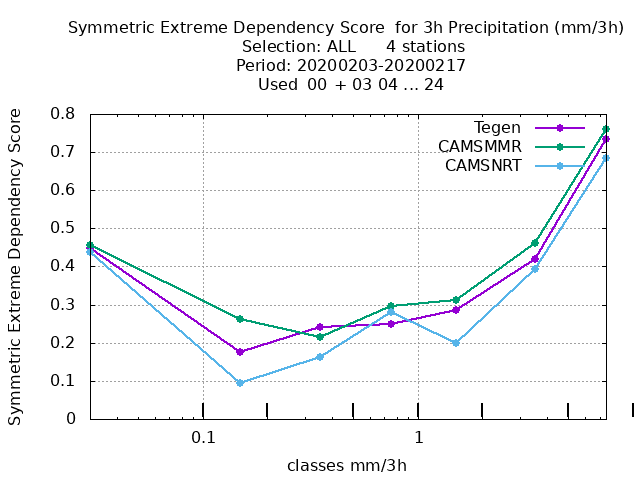 Symmetric Extreme Dependency Score for 3h Precipitation (mm/3h)
Selection: ALL 4 stations
Period: 20200203-20200217
Used 00 + 03 04 ... 24
Symmetric Extreme Dependency Score
0.8
0.7
0.6
0.5
0.4
0.3
0.2
0.1
0
Tegen
CAMSMMR
CAMSNRT
0.1 1
classes mm/3h